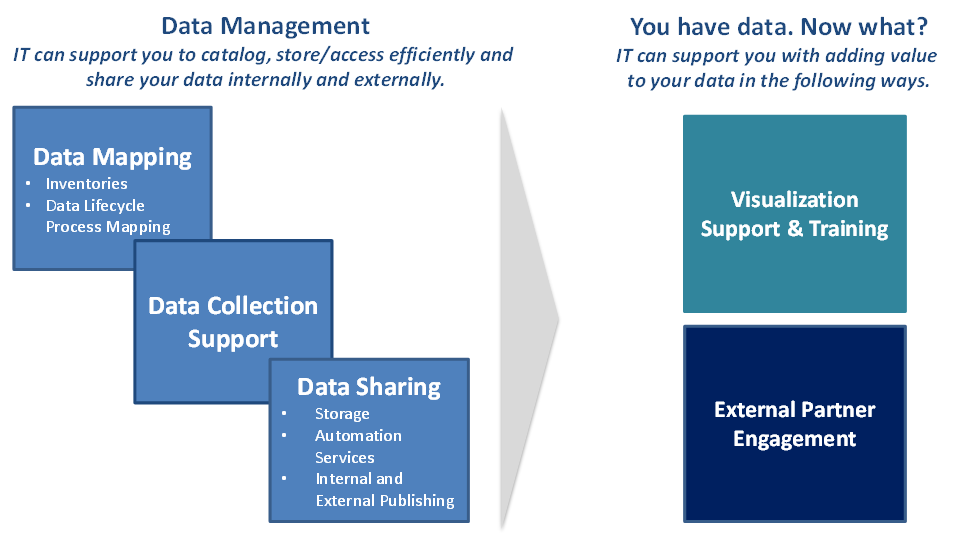 Data Management
IT can support you to catalog, store/access efficiently and
share your data internally and externally.
Data Mapping
• Inventories
• Data Lifecycle
Process Mapping
Data Collection
Support
Data Sharing
• Storage
• Automation
Services
• Internal and
External Publishing
You have data. Now what?
IT can support you with adding value
to your data in the following ways.
Visualization
Support & Training
External Partner
Engagement